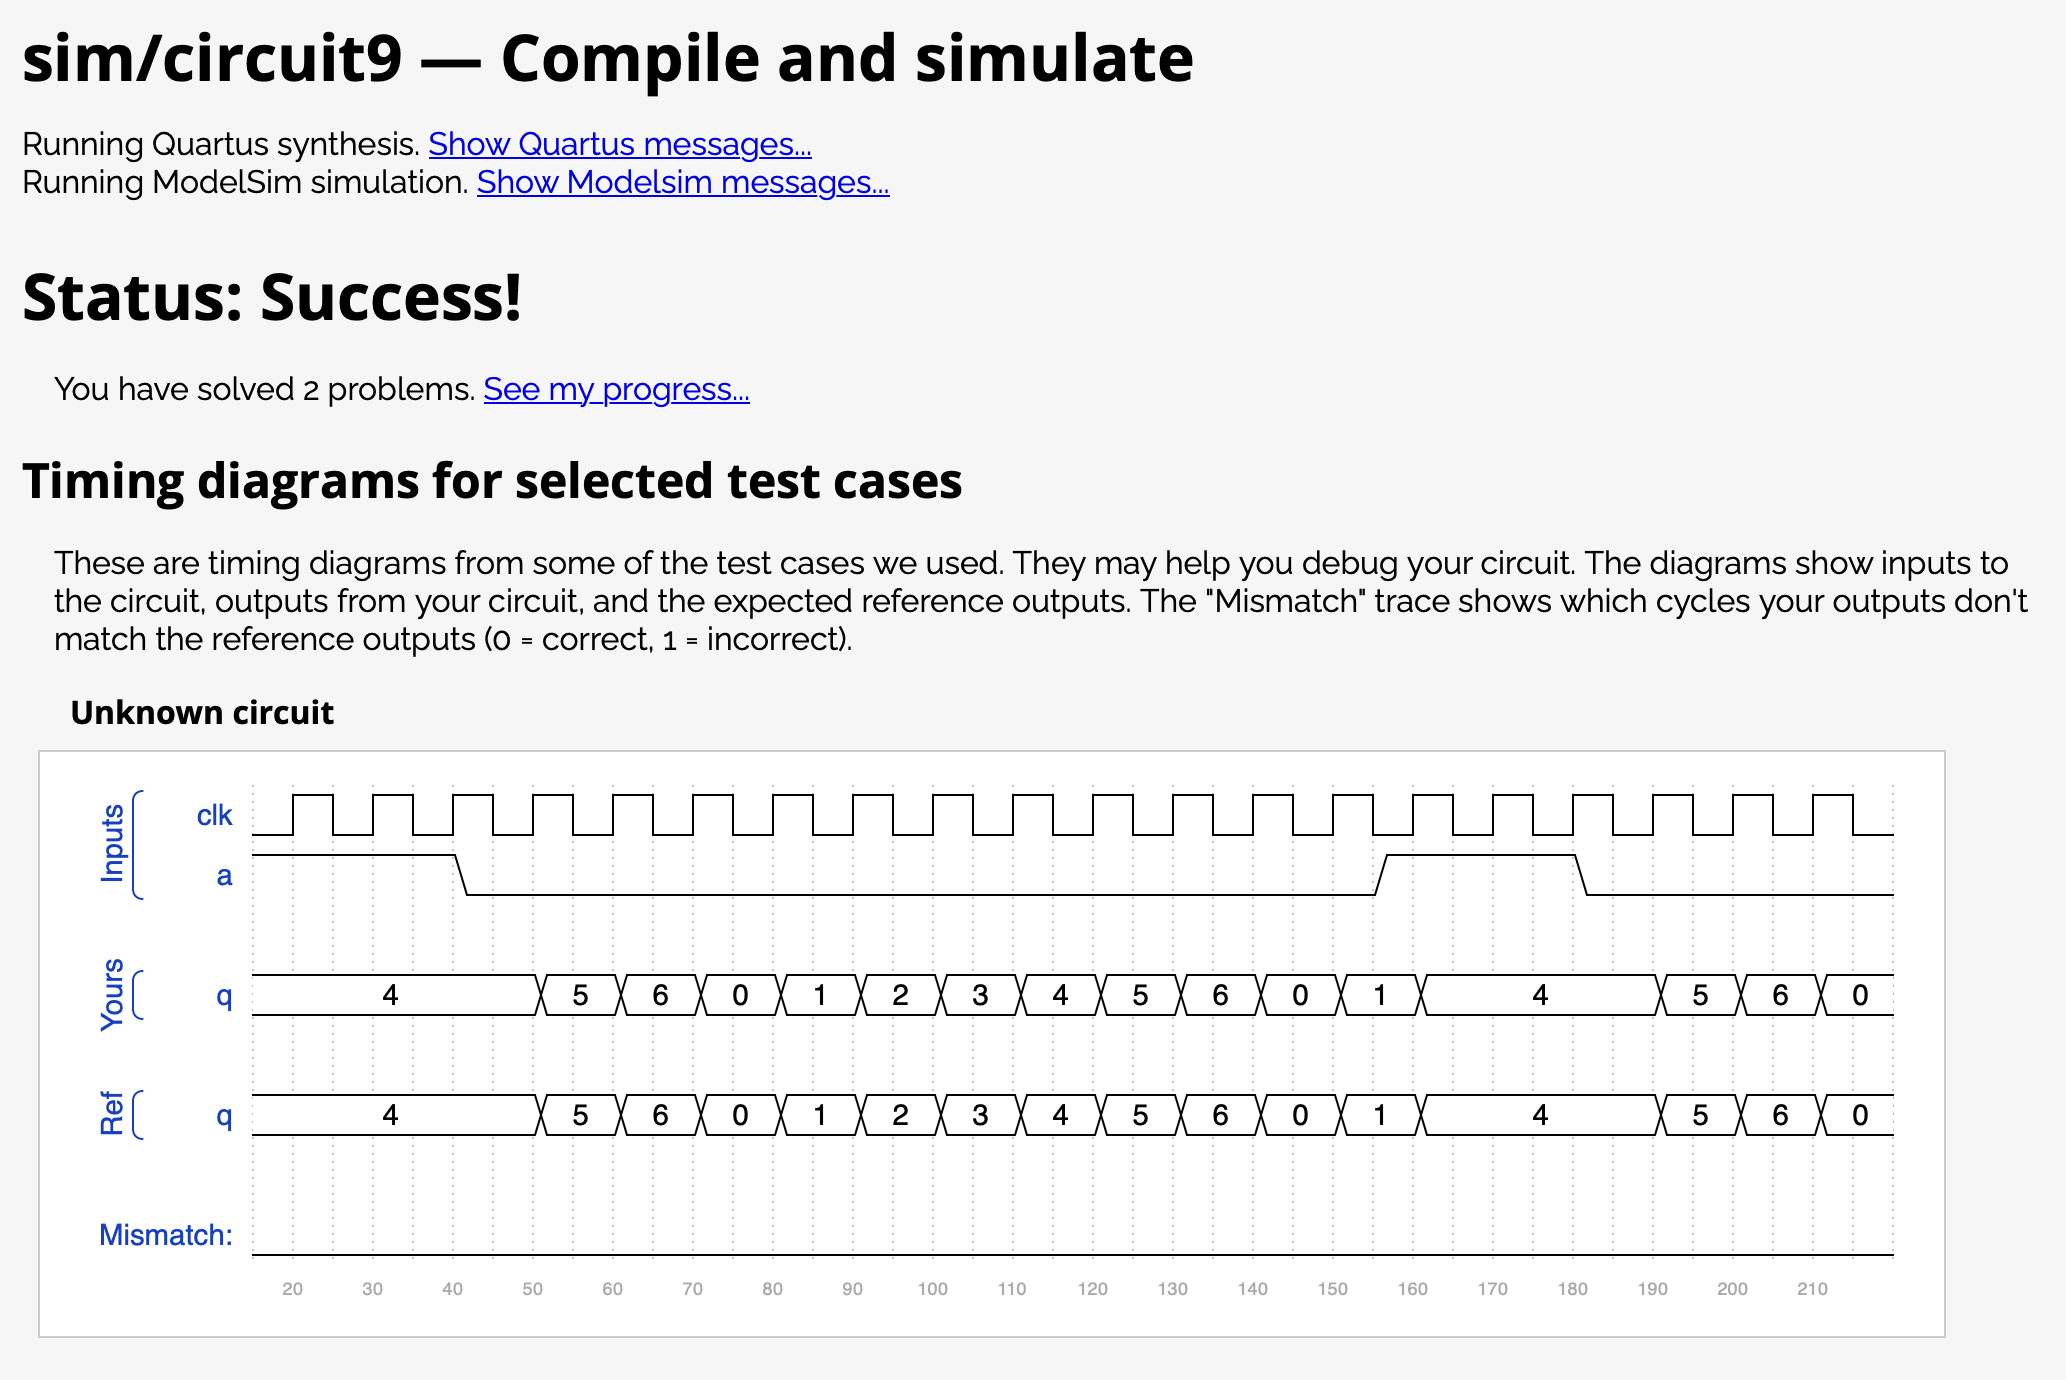 sim/circuit9 — Compile and simulate
Running Quartus synthesis. Show Quartus messages...
Running ModelSim simulation. Show Modelsim messages...
Status: Success!
You have solved 2 problems. See my progress...
Timing diagrams for selected test cases
These are timing diagrams from some of the test cases we used. They may help you debug your circuit. The diagrams show inputs to
the circuit, outputs from your circuit, and the expected reference outputs. The "Mismatch" trace shows which cycles your outputs don't
match the reference outputs (0 = correct, 1 = incorrect).
Unknown circuit
Inputs
clk
a
Yours
q 4 5 6 0 1 2 3 4 5 6 0 1 4 5 6 0
Ref
q 4 5 6 0 1 2 3 4 5 6 0 1 4 5 6 0
Mismatch:
20 30 40 50 60 70 80 90 100 110 120 130 140 150 160 170 180 190 200 210